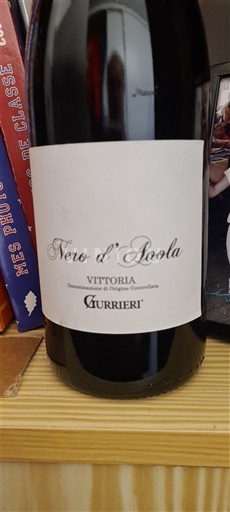 Nero d'Avola
VITTORIA
Denominazione di Origine Controllata
GURRIERI
MES PHOTOS DE CLASSE